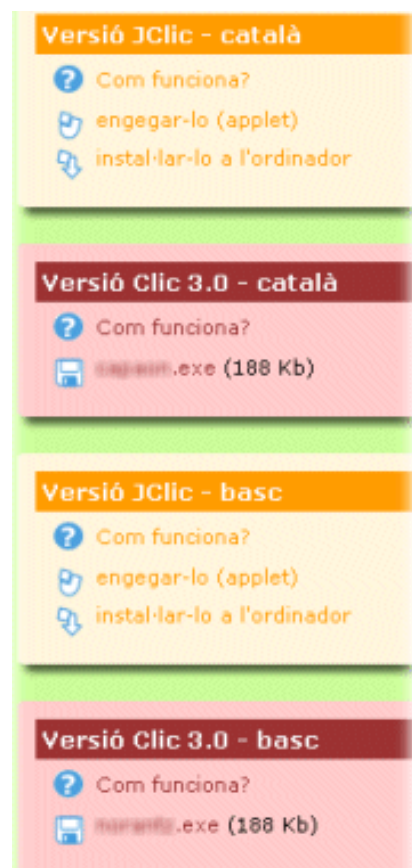 Versió JClic - català
Com funciona?
engegar-lo (applet)
instal·lar-lo a l'ordinador
Versió Clic 3.0 - català
Com funciona?
.exe (188 Kb)
Versió JClic - basc
Com funciona?
engegar-lo (applet)
instal·lar-lo a l'ordinador
Versió Clic 3.0 - basc
Com funciona?
.exe (188 Kb)